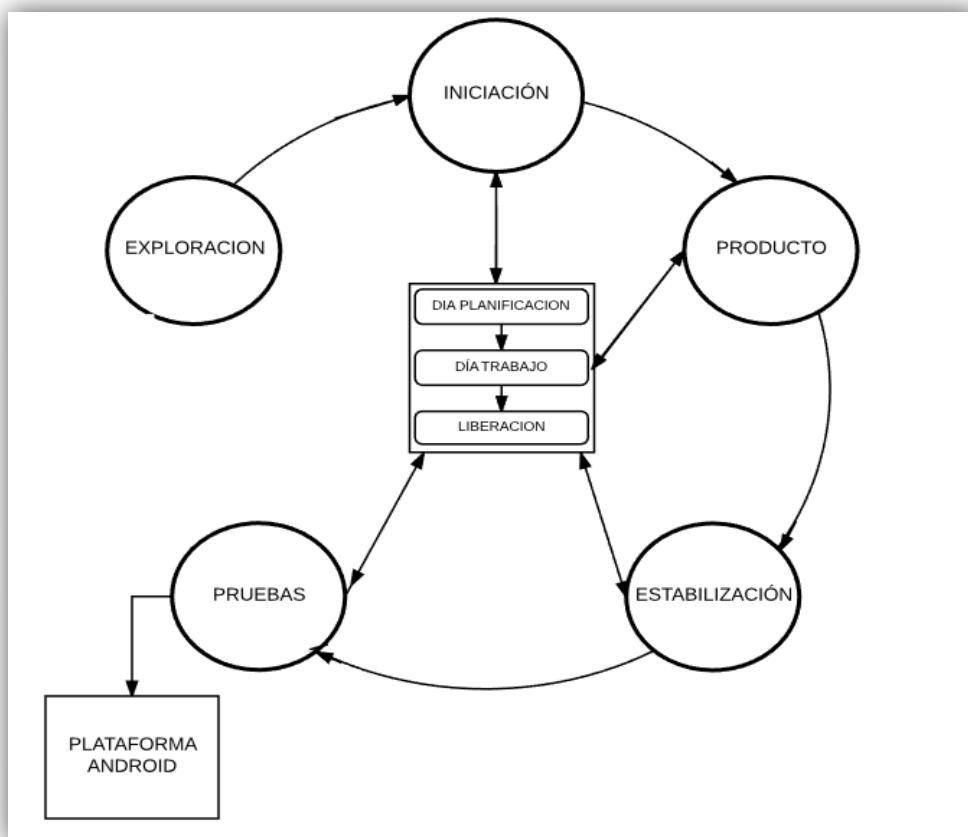 INICIACIÓN
EXPLORACION
PRODUCTO
DIA PLANIFICACION
DÍA TRABAJO
LIBERACION
PRUEBAS
ESTABILIZACIÓN
PLATAFORMA
ANDROID